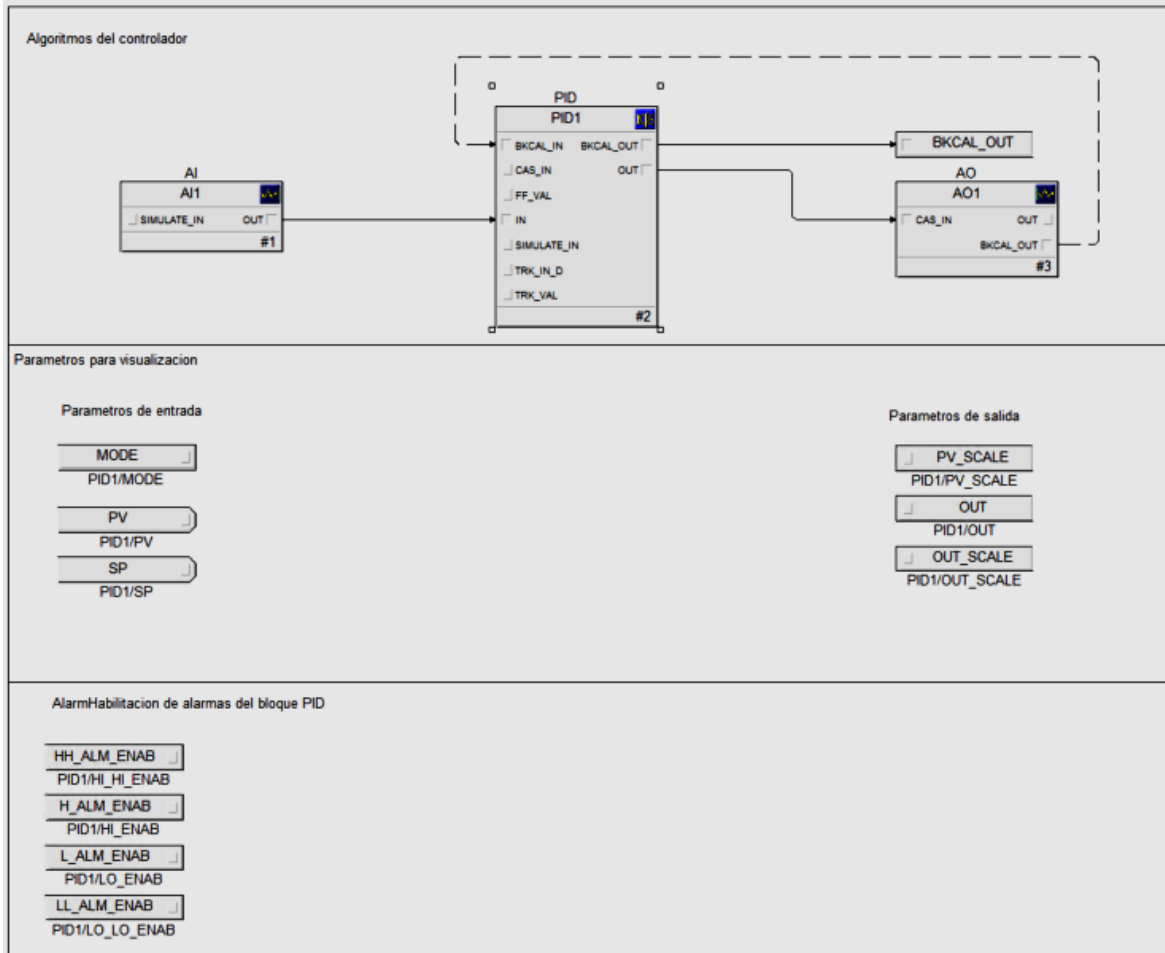 Algoritmos del controlador
AI
AI1
SIMULATE_IN OUT
#1
PID
PID1
BKCAL_IN BKCAL_OUT
CAS_IN OUT
FF_VAL
IN
SIMULATE_IN
TRK_IN_D
TRK_VAL
#2
BKCAL_OUT
AO
AO1
CAS_IN OUT
BKCAL_OUT
#3
Parametros para visualizacion
Parametros de entrada
MODE
PID1/MODE
PV
PID1/PV
SP
PID1/SP
Parametros de salida
PV_SCALE
PID1/PV_SCALE
OUT
PID1/OUT
OUT_SCALE
PID1/OUT_SCALE
AlarmHabilitacion de alarmas del bloque PID
HH_ALM_ENAB
PID1/HI_HI_ENAB
H_ALM_ENAB
PID1/HI_ENAB
L_ALM_ENAB
PID1/LO_ENAB
LL_ALM_ENAB
PID1/LO_LO_ENAB